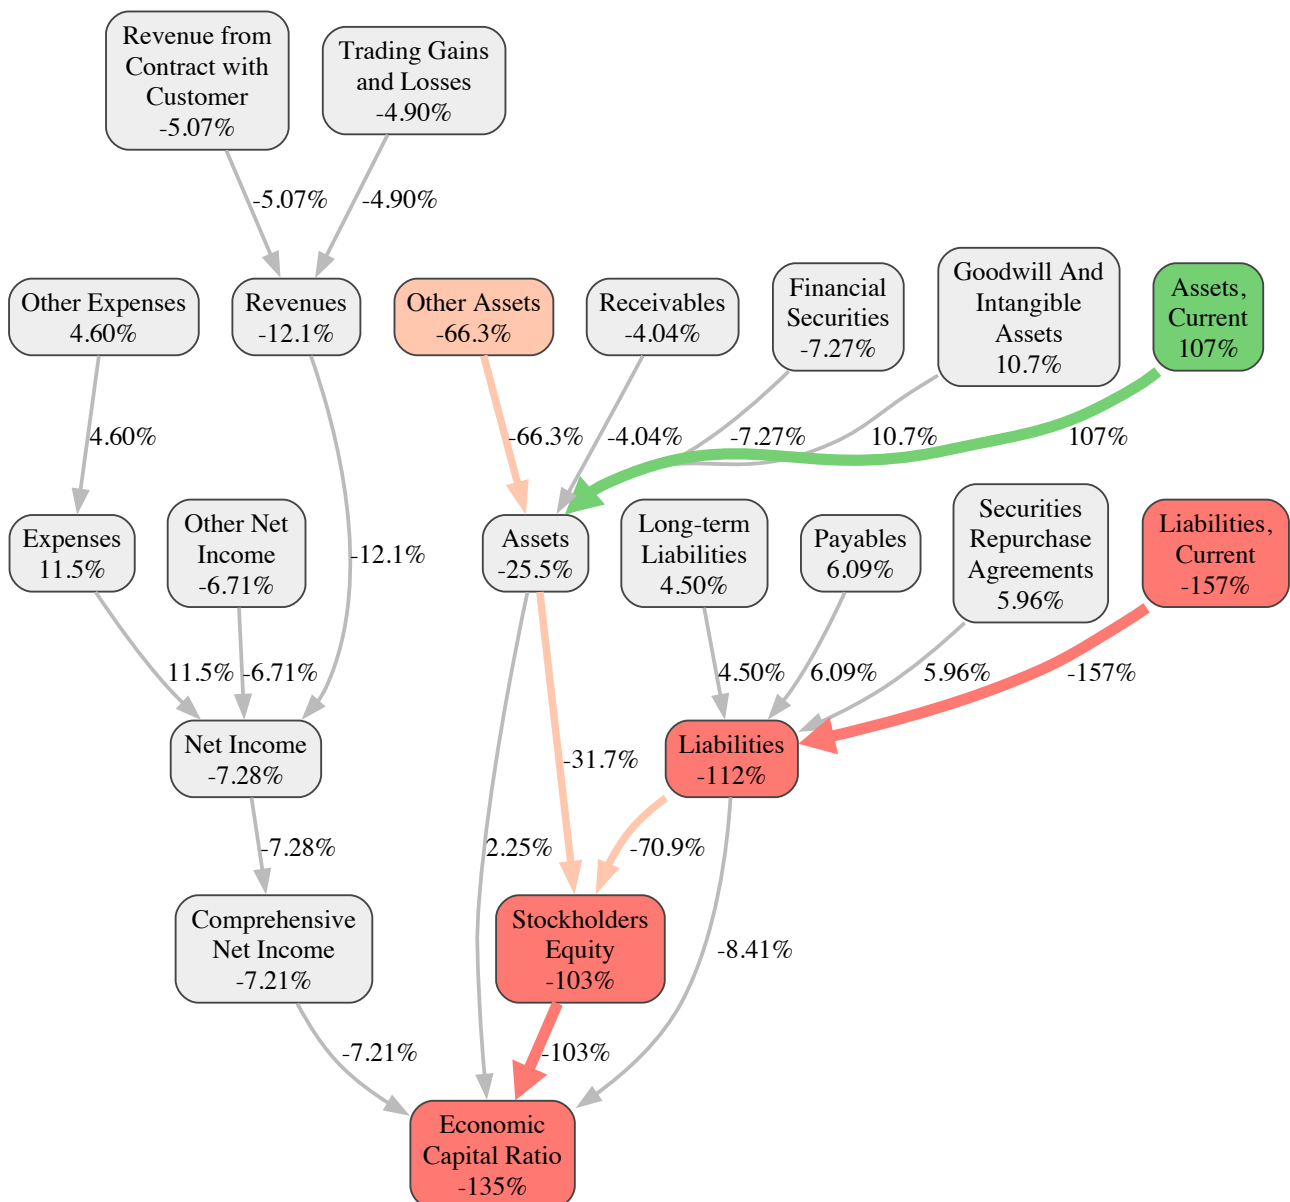 Revenue from
Contract with
Customer
-5.07%
Trading Gains
and Losses
-4.90%
-5.07%
-4.90%
Other Expenses
4.60%
Revenues
-12.1%
Other Assets
-66.3%
Receivables
-4.04%
Financial
Securities
-7.27%
Goodwill And
Intangible
Assets
10.7%
Assets,
Current
107%
4.60%
-66.3%
-4.04%
-7.27%
10.7%
107%
Expenses
11.5%
Other Net
Income
-6.71%
-12.1%
Assets
-25.5%
Long-term
Liabilities
4.50%
Payables
6.09%
Securities
Repurchase
Agreements
5.96%
Liabilities,
Current
-157%
11.5%
-6.71%
4.50%
6.09%
5.96%
-157%
Net Income
-7.28%
-31.7%
Liabilities
-112%
-7.28%
2.25%
-70.9%
Comprehensive
Net Income
-7.21%
Stockholders
Equity
-103%
-8.41%
-7.21%
-103%
Economic
Capital Ratio
-135%